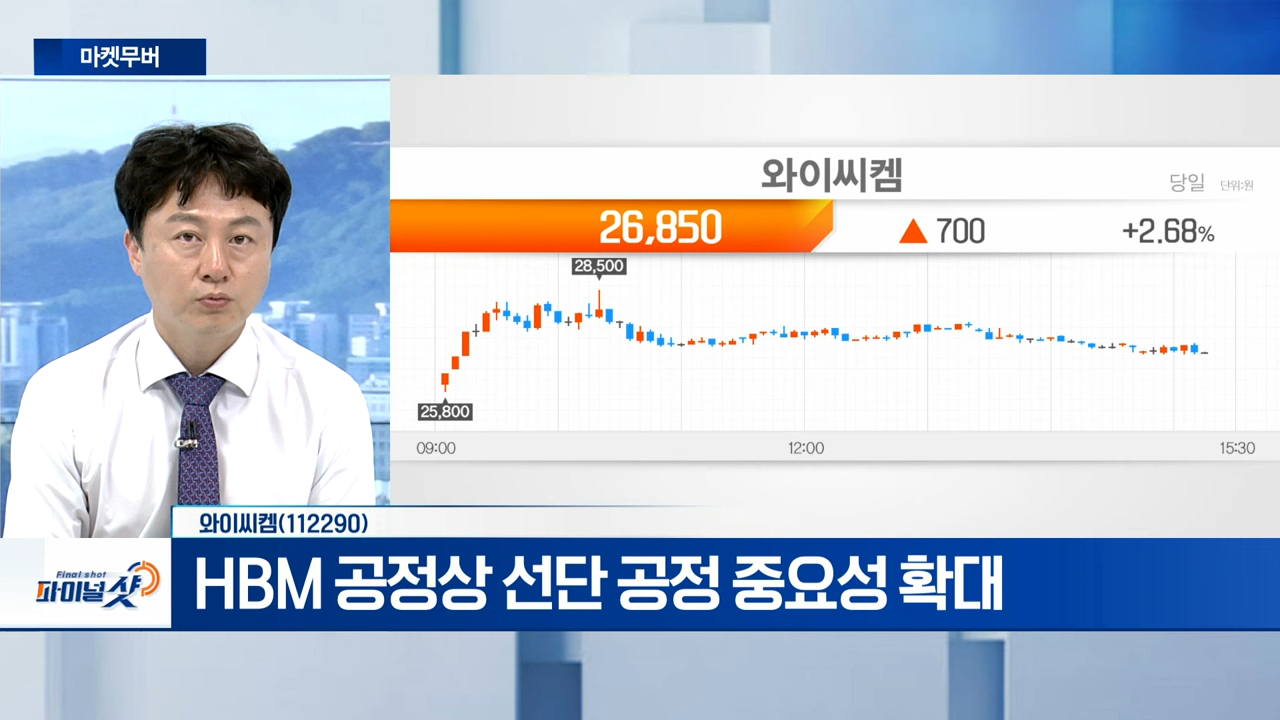 마켓무버
와이씨켐
당일 단위:원
26,850 ▲ 700 +2.68%
28,500
25,800
09:00 12:00 15:30
와이씨켐(112290)
Final shot
파이널샷
HBM 공정상 선단 공정 중요성 확대